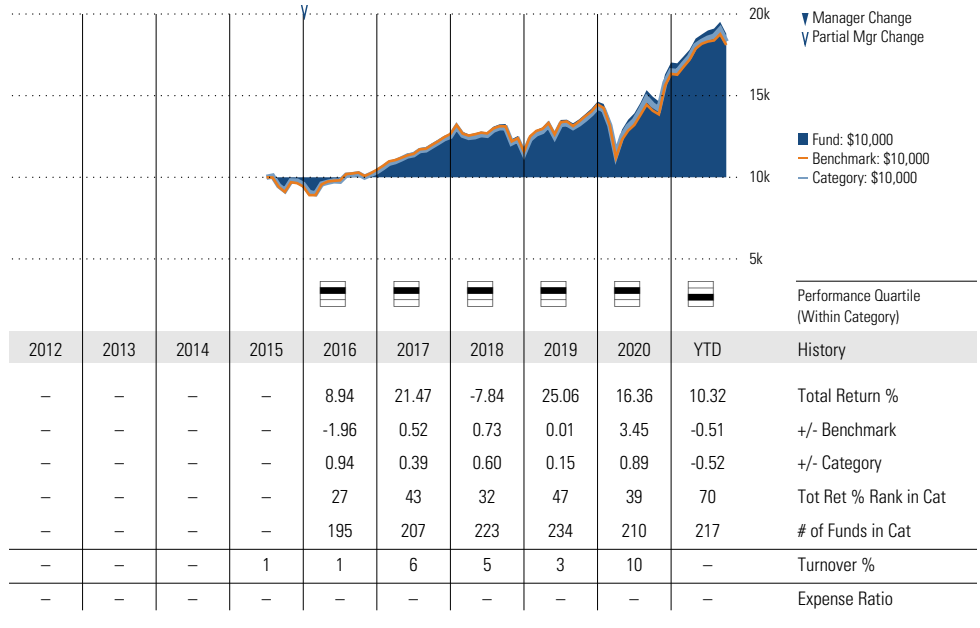 20k
15k
10k
5k
Manager Change
Partial Mgr Change
Fund: $10,000
Benchmark: $10,000
Category: $10,000
Performance Quartile
(Within Category)
2012 2013 2014 2015 2016 2017 2018 2019 2020 YTD History
– – – – 8.94 21.47 -7.84 25.06 16.36 10.32 Total Return %
– – – – -1.96 0.52 0.73 0.01 3.45 -0.51 +/- Benchmark
– – – – 0.94 0.39 0.60 0.15 0.89 -0.52 +/- Category
– – – – 27 43 32 47 39 70 Tot Ret % Rank in Cat
– – – – 195 207 223 234 210 217 # of Funds in Cat
– – – 1 1 6 5 3 10 – Turnover %
– – – – – – – – – – Expense Ratio